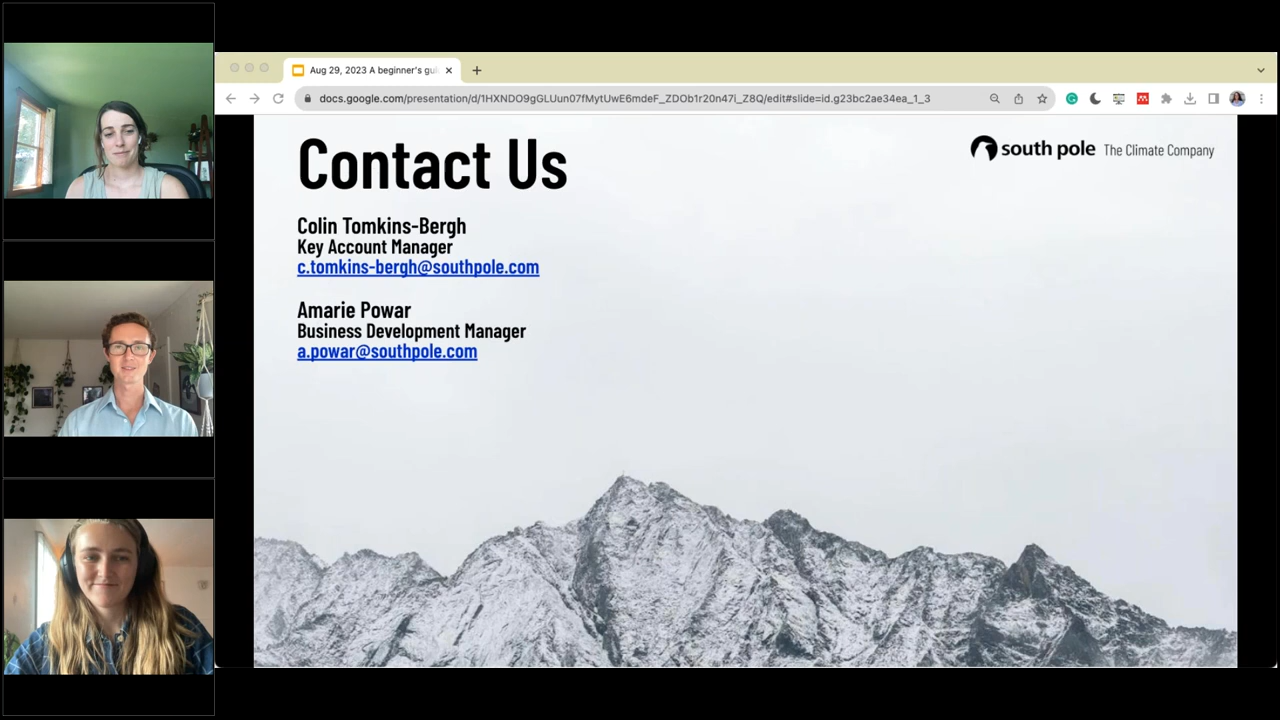 Aug 29, 2023 A beginner's gu
docs.google.com/presentation/d/1HXNDO9gGLUun07fMytUwE6mdeF_ZDOb1r20n47i_Z8Q/edit#slide=id.g23bc2ae34ea_1_3
south pole The Climate Company
Contact Us
Colin Tomkins-Bergh
Key Account Manager
c.tomkins-bergh@southpole.com
Amarie Powar
Business Development Manager
a.powar@southpole.com